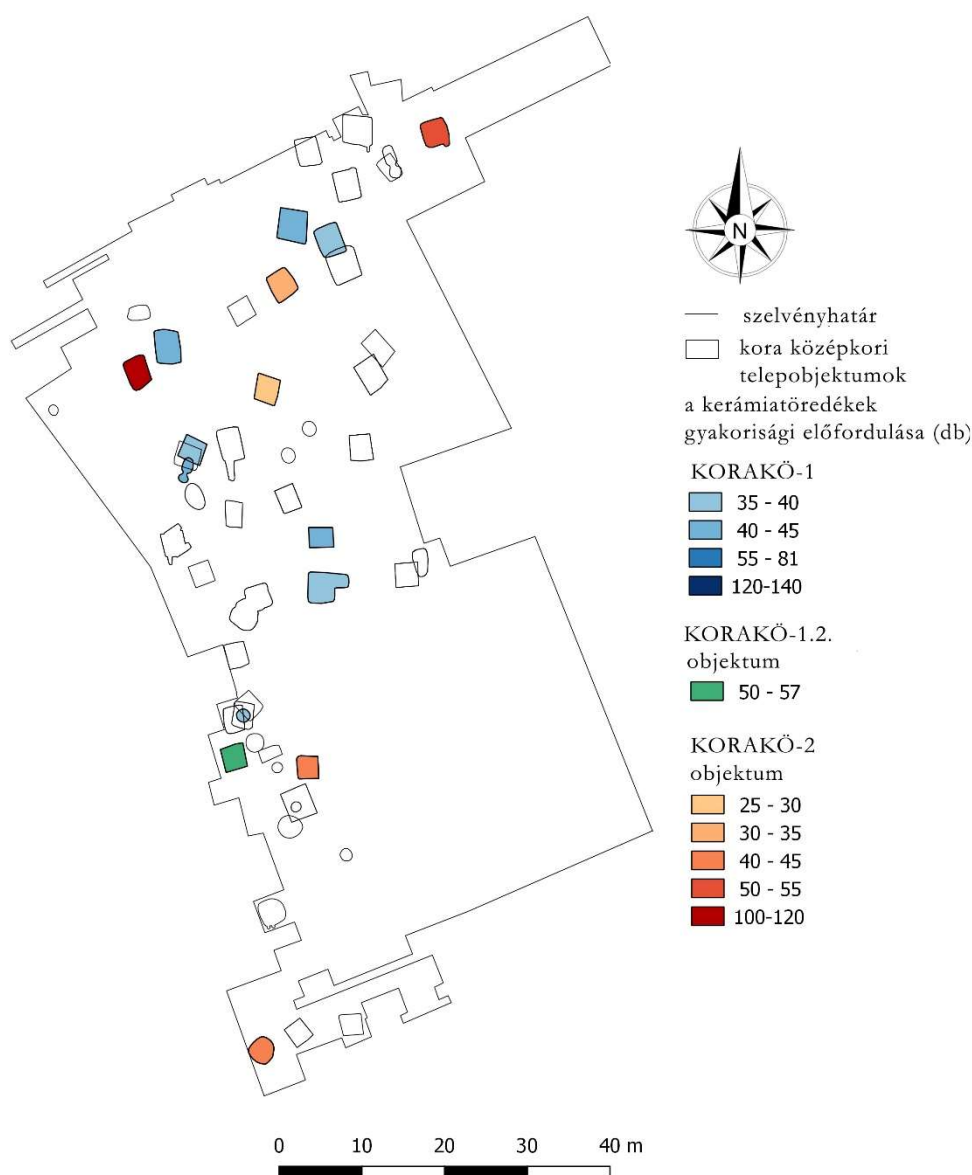 N
szelvényhatár
kora középkori
telepobjektumok
a kerámiatöredékek
gyakorisági előfordulása (db)
KORAKÖ-1
35 - 40
40 - 45
55 - 81
120-140
KORAKÖ-1.2.
objektum
50 - 57
KORAKÖ-2
objektum
25 - 30
30 - 35
40 - 45
50 - 55
100-120
0 10 20 30 40 m